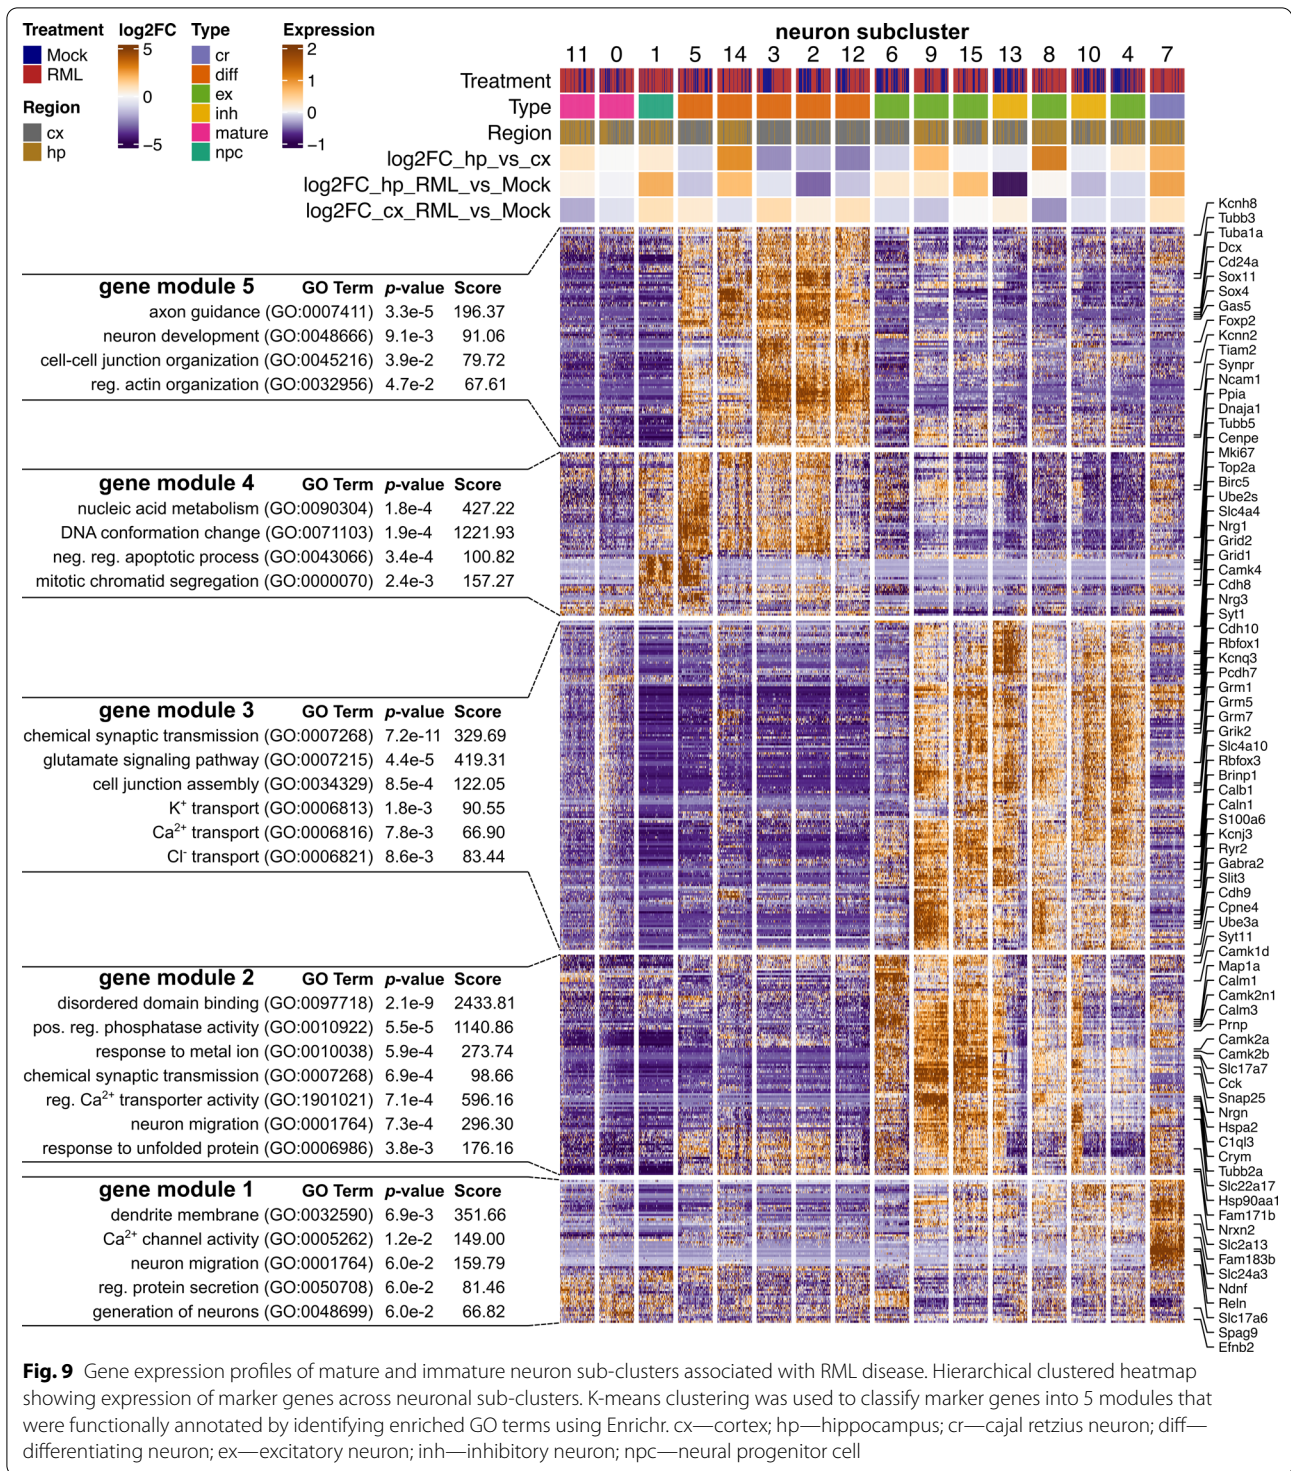 Treatment
Mock
RML
Region
cx
hp
log2FC
5
0
−5
Type
cr
diff
ex
inh
mature
npc
Expression
2
1
0
−1
neuron subcluster
11 0 1 5 14 3 2 12 6 9 15 13 8 10 4 7
Treatment
Type
Region
log2FC_hp_vs_cx
log2FC_hp_RML_vs_Mock
log2FC_cx_RML_vs_Mock
gene module 5 GO Term p-value Score
axon guidance (GO:0007411) 3.3e-5 196.37
neuron development (GO:0048666) 9.1e-3 91.06
cell-cell junction organization (GO:0045216) 3.9e-2 79.72
reg. actin organization (GO:0032956) 4.7e-2 67.61
gene module 4 GO Term p-value Score
nucleic acid metabolism (GO:0090304) 1.8e-4 427.22
DNA conformation change (GO:0071103) 1.9e-4 1221.93
neg. reg. apoptotic process (GO:0043066) 3.4e-4 100.82
mitotic chromatid segregation (GO:0000070) 2.4e-3 157.27
gene module 3 GO Term p-value Score
chemical synaptic transmission (GO:0007268) 7.2e-11 329.69
glutamate signaling pathway (GO:0007215) 4.4e-5 419.31
cell junction assembly (GO:0034329) 8.5e-4 122.05
K+ transport (GO:0006813) 1.8e-3 90.55
Ca2+ transport (GO:0006816) 7.8e-3 66.90
Cl- transport (GO:0006821) 8.6e-3 83.44
gene module 2 GO Term p-value Score
disordered domain binding (GO:0097718) 2.1e-9 2433.81
pos. reg. phosphatase activity (GO:0010922) 5.5e-5 1140.86
response to metal ion (GO:0010038) 5.9e-4 273.74
chemical synaptic transmission (GO:0007268) 6.9e-4 98.66
reg. Ca2+ transporter activity (GO:1901021) 7.1e-4 596.16
neuron migration (GO:0001764) 7.3e-4 296.30
response to unfolded protein (GO:0006986) 3.8e-3 176.16
gene module 1 GO Term p-value Score
dendrite membrane (GO:0032590) 6.9e-3 351.66
Ca2+ channel activity (GO:0005262) 1.2e-2 149.00
neuron migration (GO:0001764) 6.0e-2 159.79
reg. protein secretion (GO:0050708) 6.0e-2 81.46
generation of neurons (GO:0048699) 6.0e-2 66.82
Kcnh8
Tubb3
Tuba1a
Dcx
Cd24a
Sox11
Sox4
Gas5
Foxp2
Kcnn2
Tiam2
Synpr
Ncam1
Ppia
Dnaja1
Tubb5
Cenpe
Mki67
Top2a
Birc5
Ube2s
Slc4a4
Nrg1
Grid2
Grid1
Camk4
Cdh8
Nrg3
Syt1
Cdh10
Rbfox1
Kcnq3
Pcdh7
Grm1
Grm5
Grm7
Grik2
Slc4a10
Rbfox3
Brinp1
Calb1
Caln1
S100a6
Kcnj3
Ryr2
Gabra2
Slit3
Cdh9
Cpne4
Ube3a
Syt11
Camk1d
Map1a
Calm1
Camk2n1
Calm3
Prnp
Camk2a
Camk2b
Slc17a7
Cck
Snap25
Nrgn
Hspa2
C1ql3
Crym
Tubb2a
Slc22a17
Hsp90aa1
Fam171b
Nrxn2
Slc2a13
Fam183b
Slc24a3
Ndnf
Reln
Slc17a6
Spag9
Efnb2
Fig. 9 Gene expression profiles of mature and immature neuron sub-clusters associated with RML disease. Hierarchical clustered heatmap
showing expression of marker genes across neuronal sub-clusters. K-means clustering was used to classify marker genes into 5 modules that
were functionally annotated by identifying enriched GO terms using Enrichr. cx—cortex; hp—hippocampus; cr—cajal retzius neuron; diff—
differentiating neuron; ex—excitatory neuron; inh—inhibitory neuron; npc—neural progenitor cell